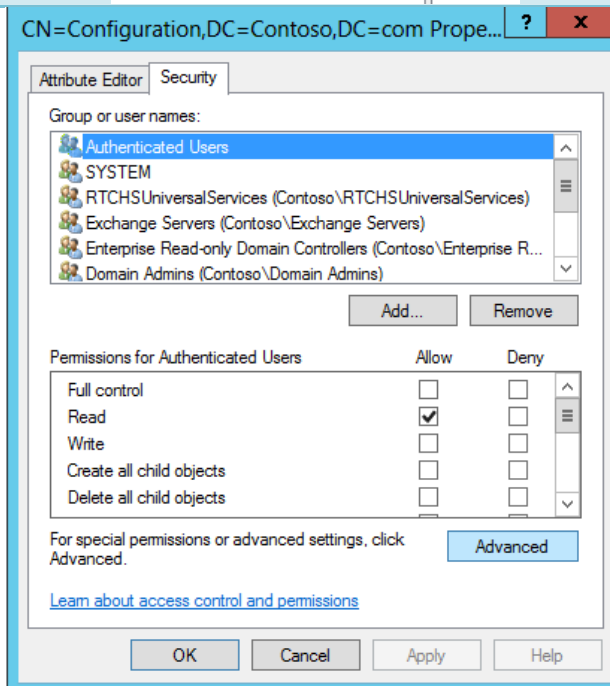 CN=Configuration,DC=Contoso,DC=com Prope...
?
x
Attribute Editor
Security
Group or user names:
Authenticated Users
SYSTEM
RTCHSUniversalServices (Contoso\RTCHSUniversalServices)
Exchange Servers (Contoso\Exchange Servers)
Enterprise Read-only Domain Controllers (Contoso\Enterprise R...
Domain Admins (Contoso\Domain Admins)
Add...
Remove
Permissions for Authenticated Users
Allow
Deny
Full control
Read
Write
Create all child objects
Delete all child objects
For special permissions or advanced settings, click
Advanced.
Advanced
Learn about access control and permissions
OK
Cancel
Apply
Help